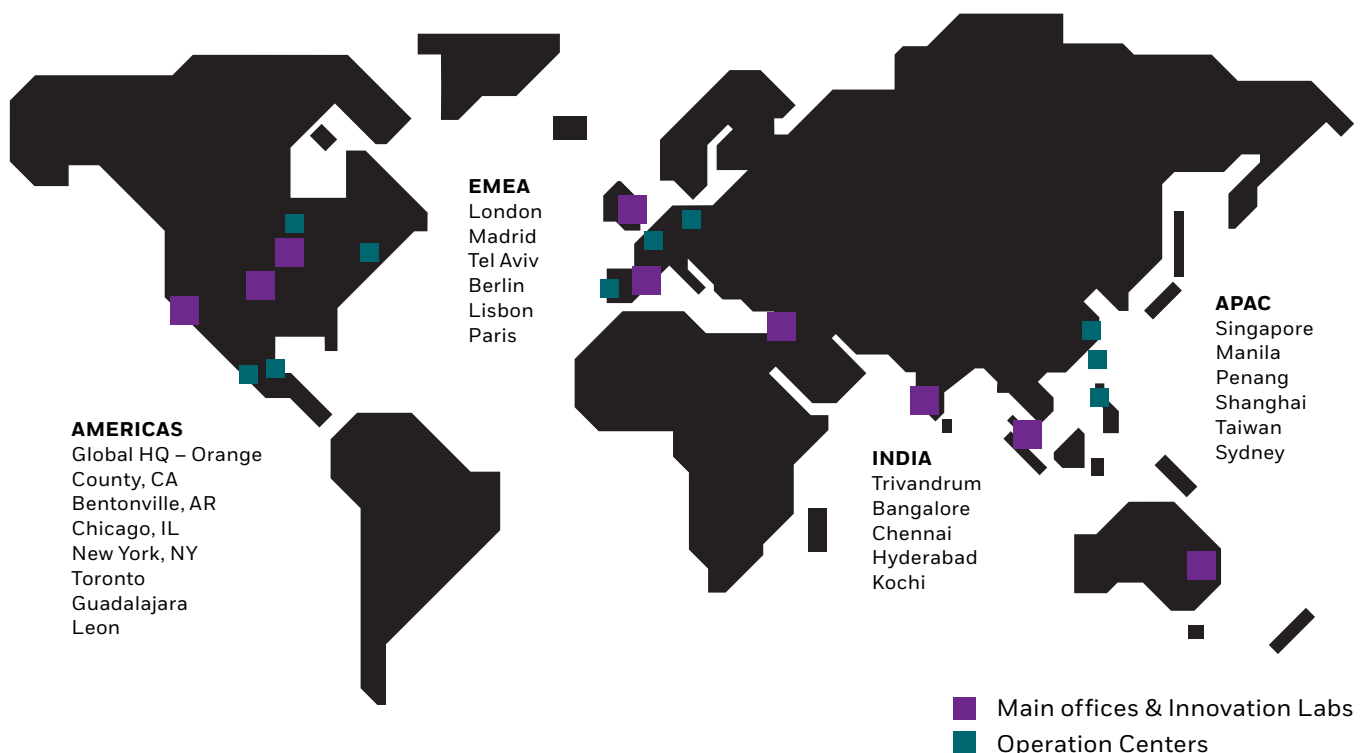 EMEA
London
Madrid
Tel Aviv
Berlin
Lisbon
Paris
APAC
Singapore
Manila
Penang
Shanghai
Taiwan
Sydney
AMERICAS
Global HQ – Orange
County, CA
Bentonville, AR
Chicago, IL
New York, NY
Toronto
Guadalajara
Leon
INDIA
Trivandrum
Bangalore
Chennai
Hyderabad
Kochi
Main offices & Innovation Labs
Operation Centers